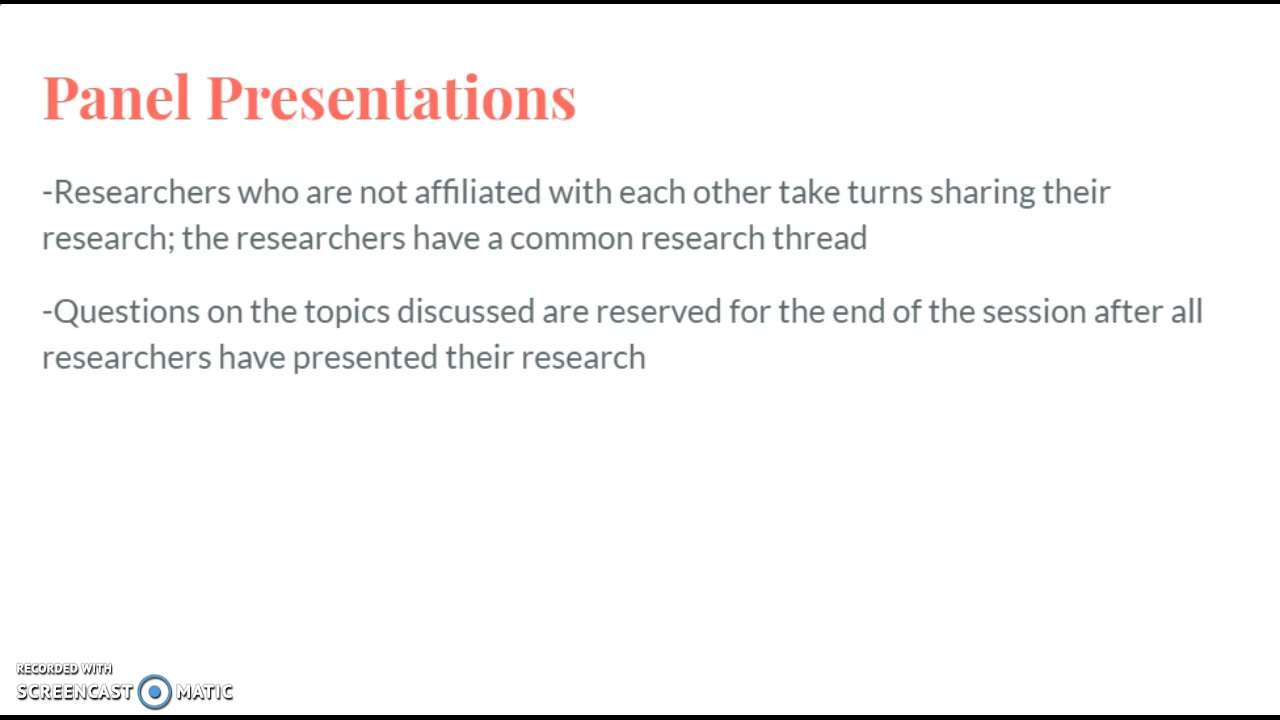 Panel Presentations
-Researchers who are not affiliated with each other take turns sharing their
research; the researchers have a common research thread
-Questions on the topics discussed are reserved for the end of the session after all
researchers have presented their research
RECORDED WITH
SCREENCAST MATIC